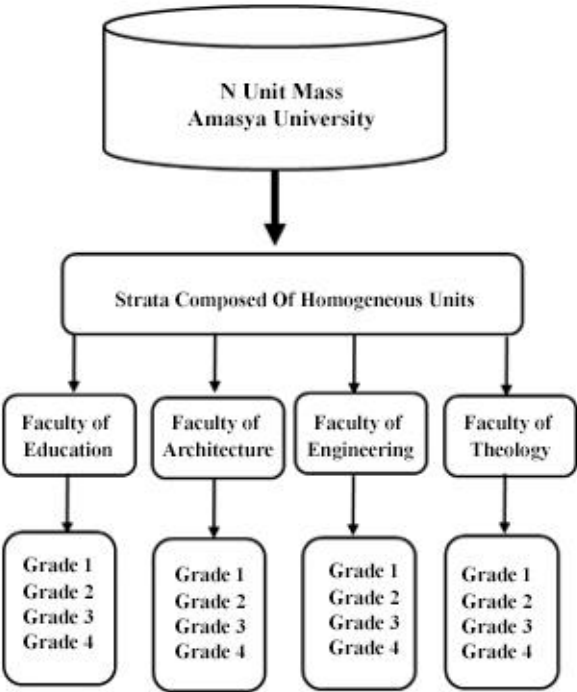 N Unit Mass
Amasya University
Strata Composed Of Homogeneous Units
Faculty of
Education
Faculty of
Architecture
Faculty of
Engineering
Faculty of
Theology
Grade 1
Grade 2
Grade 3
Grade 4
Grade 1
Grade 2
Grade 3
Grade 4
Grade 1
Grade 2
Grade 3
Grade 4
Grade 1
Grade 2
Grade 3
Grade 4